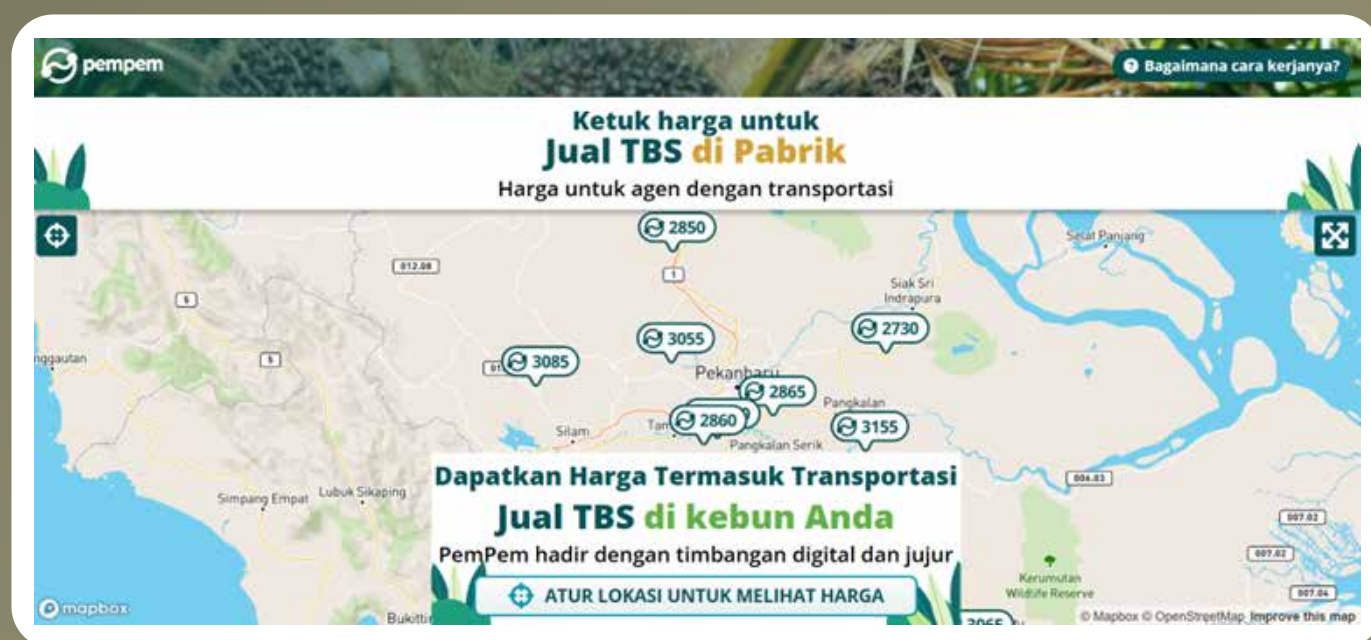 pempem
Bagaimana cara kerjanya?
Ketuk harga untuk
Jual TBS di Pabrik
Harga untuk agen dengan transportasi
2850
Selat Panjang
012.08
1
Siak Sri
Indrapura
5
2730
3055
5
3085
Pekanbaru
2865
Pangkalan
2860
3155
Silam
Pangkalan Serik
Dapatkan Harga Termasuk Transportasi
006.03
Simpang Empat
Lubuk Sikaping
Jual TBS di kebun Anda
007.02
PemPem hadir dengan timbangan digital dan jujur
007.02
Kerumutan
Wildlife Reserve
ATUR LOKASI UNTUK MELIHAT HARGA
007.04
mapbox
3065
© Mapbox © OpenStreetMap Improve this map